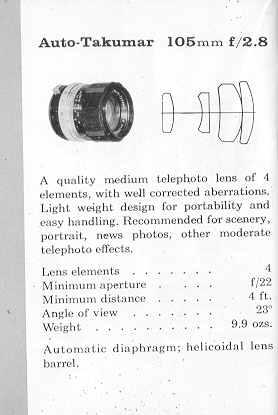 Auto-Takumar 105mm f/2.8
A quality medium telephoto lens of 4
elements, with well corrected aberrations.
Light weight design for portability and
easy handling. Recommended for scenery,
portrait, news photos, other moderate
telephoto effects.
Lens elements . . . . . . . 4
Minimum aperture . . . . f/22
Minimum distance . . . . 4 ft.
Angle of view . . . . . 23°
Weight . . . . . . . . . 9.9 ozs.
Automatic diaphragm; helicoidal lens
barrel.